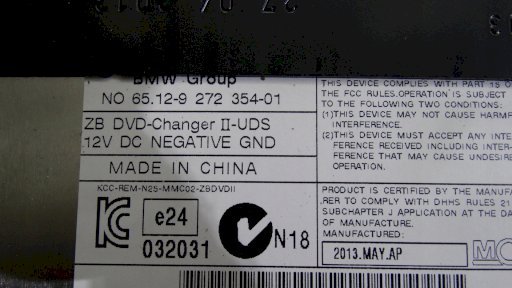 27 04 2013
BMW Group
NO 65.12-9 272 354-01
ZB DVD-Changer II-UDS
12V DC NEGATIVE GND
MADE IN CHINA
KCC-REM-N25-MMC02-ZBDVDII
e24
032031
N18
THIS DEVICE COMPLIES WITH PART 15 O
THE FCC RULES.OPERATION IS SUBJECT
TO THE FOLLOWING TWO CONDITIONS:
(1)THIS DEVICE MAY NOT CAUSE HARMF
INTERFERENCE.
(2)THIS DEVICE MUST ACCEPT ANY INTE
FERENCE RECEIVED INCLUDING INTER-
FERENCE THAT MAY CAUSE UNDESIRE
OPERATION.
PRODUCT IS CERTIFIED BY THE MANUFA
RER TO COMPLY WITH DHHS RULES 21
SUBCHAPTER J APPLICATION AT THE DA
OF MANUFACTURE.
MANUFACTURED:
2013.MAY.AP